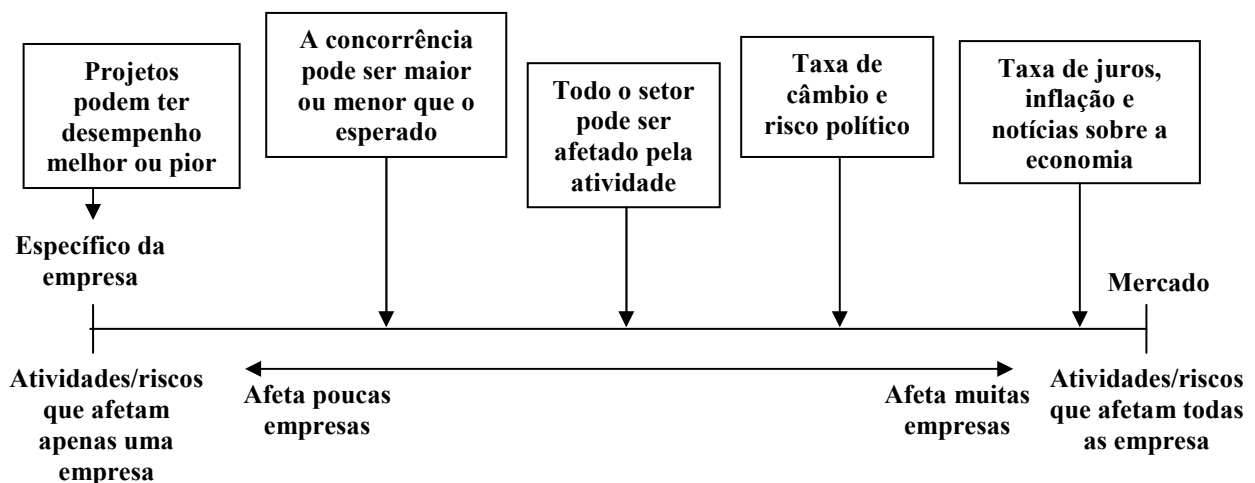 Projetos
podem ter
desempenho
melhor ou pior
A concorrência
pode ser maior
ou menor que o
esperado
Todo o setor
pode ser
afetado pela
atividade
Taxa de
câmbio e
risco político
Taxa de juros,
inflação e
notícias sobre a
economia
Específico da
empresa
Mercado
Atividades/riscos
que afetam
apenas uma
empresa
Afeta poucas
empresas
Afeta muitas
empresas
Atividades/riscos
que afetam todas
as empresa